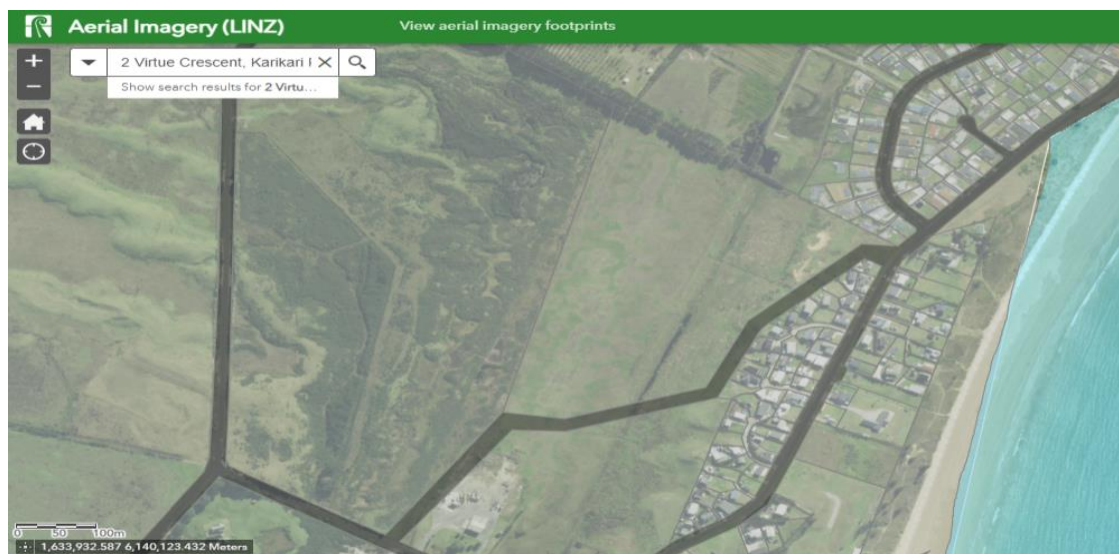 Aerial Imagery (LINZ) View aerial imagery footprints
2 Virtue Crescent, Karikari
Show search results for 2 Virtu...
0 50 100m
1,633,932.587 6,140,123.432 Meters